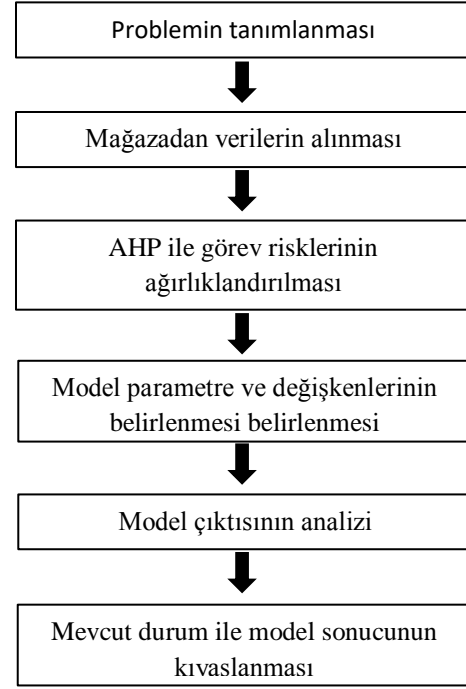 Problemin tanımlanması
Mağazadan verilerin alınması
AHP ile görev risklerinin
ağırlıklandırılması
Model parametre ve değişkenlerinin
belirlenmesi belirlenmesi
Model çıktısının analizi
Mevcut durum ile model sonucunun
kıvaslanması